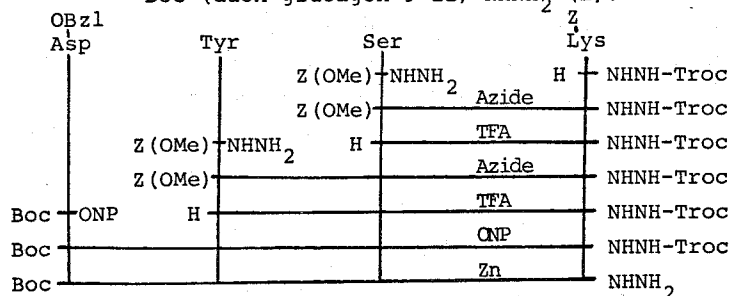 OBzl Z
Asp Tyr Ser Lys
Z(OMe) NHNH2 H NHNH-Troc
Z(OMe) Azide NHNH-Troc
Z(OMe) NHNH2 H TFA NHNH-Troc
Z(OMe) Azide NHNH-Troc
Boc ONP H TFA NHNH-Troc
Boc ONP NHNH-Troc
Boc Zn NHNH2